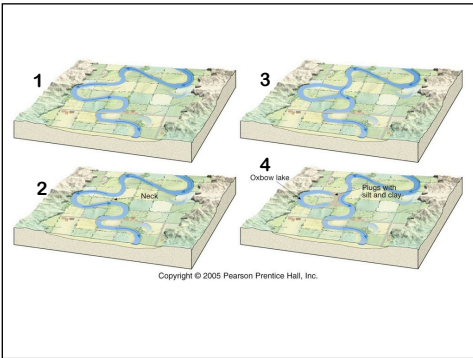 1
3
2
Neck
4
Oxbow lake
Plugs with
silt and clay
Copyright © 2005 Pearson Prentice Hall, Inc.